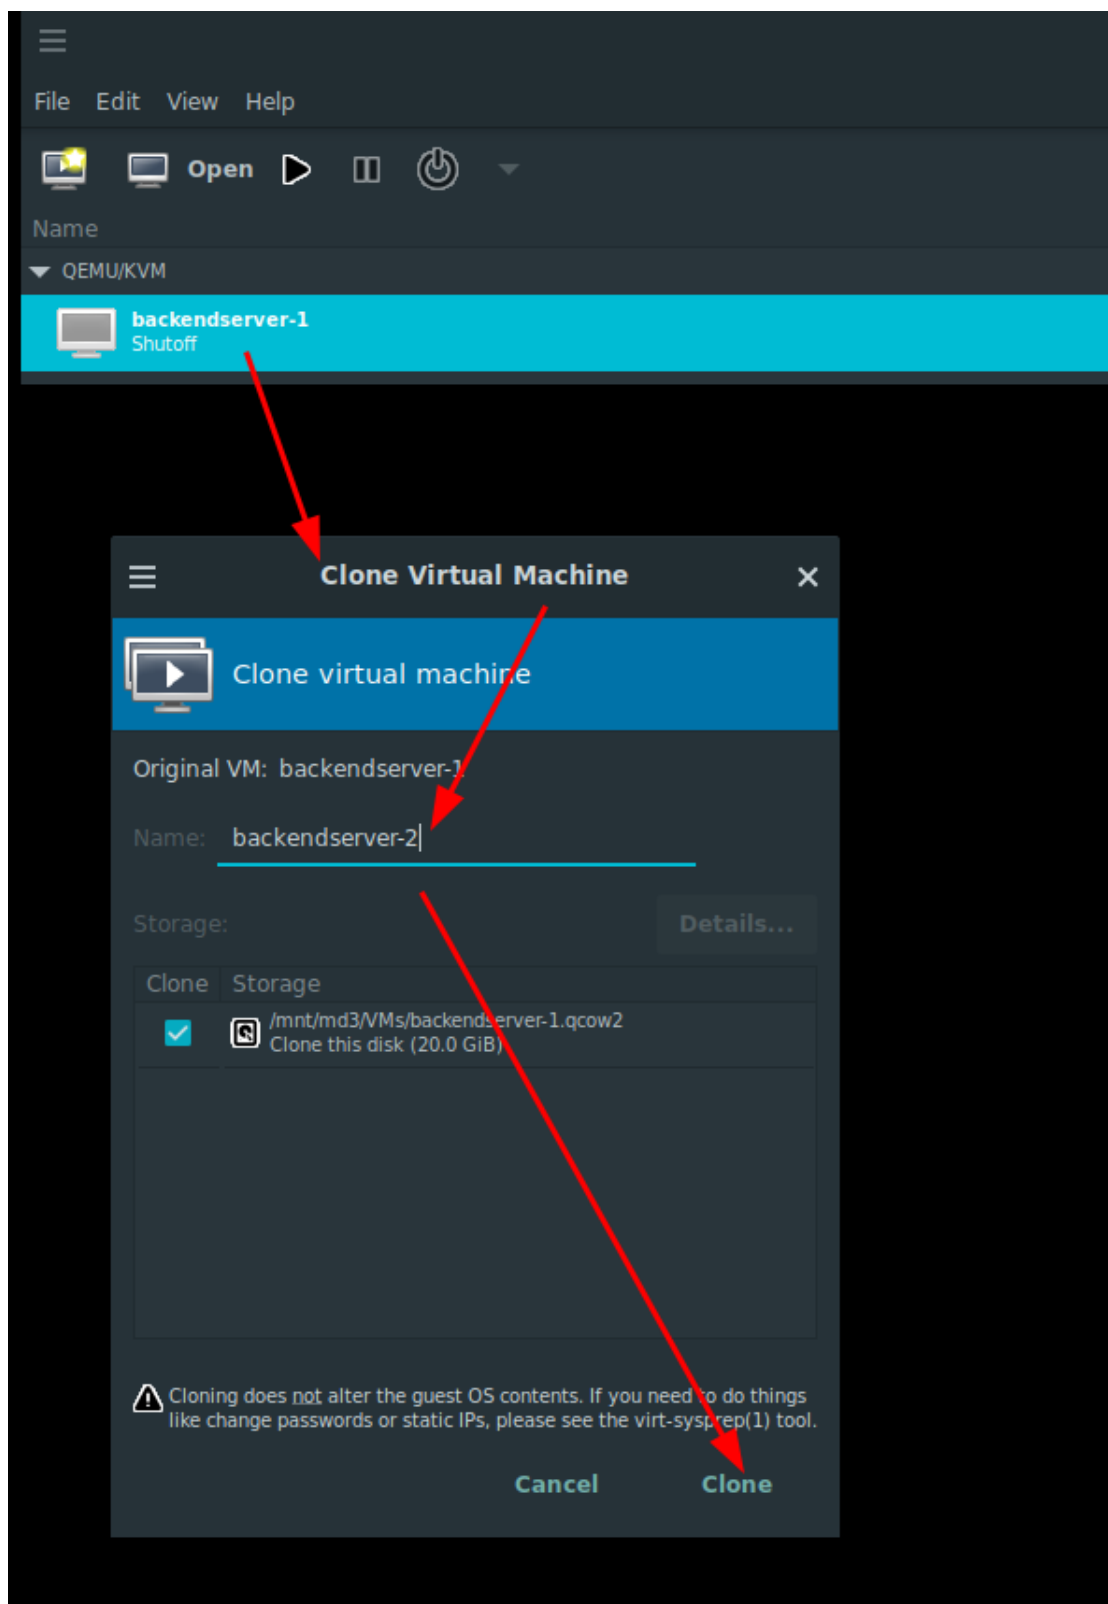 File Edit View Help
Open
Name
QEMU/KVM
backendserver-1
Shutoff
Clone Virtual Machine
Clone virtual machine
Original VM: backendserver-1
Name: backendserver-2
Storage: Details...
Clone Storage
/mnt/md3/VMs/backendserver-1.qcow2
Clone this disk (20.0 GiB)
Cloning does not alter the guest OS contents. If you need to do things
like change passwords or static IPs, please see the virt-sysprep(1) tool.
Cancel Clone